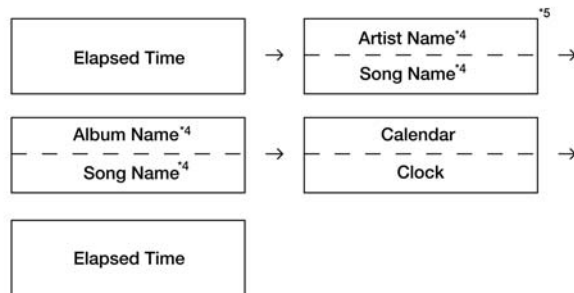 Elapsed Time
Artist Name*4
Song Name*4
*5
Album Name*4
Song Name*4
Calendar
Clock
Elapsed Time